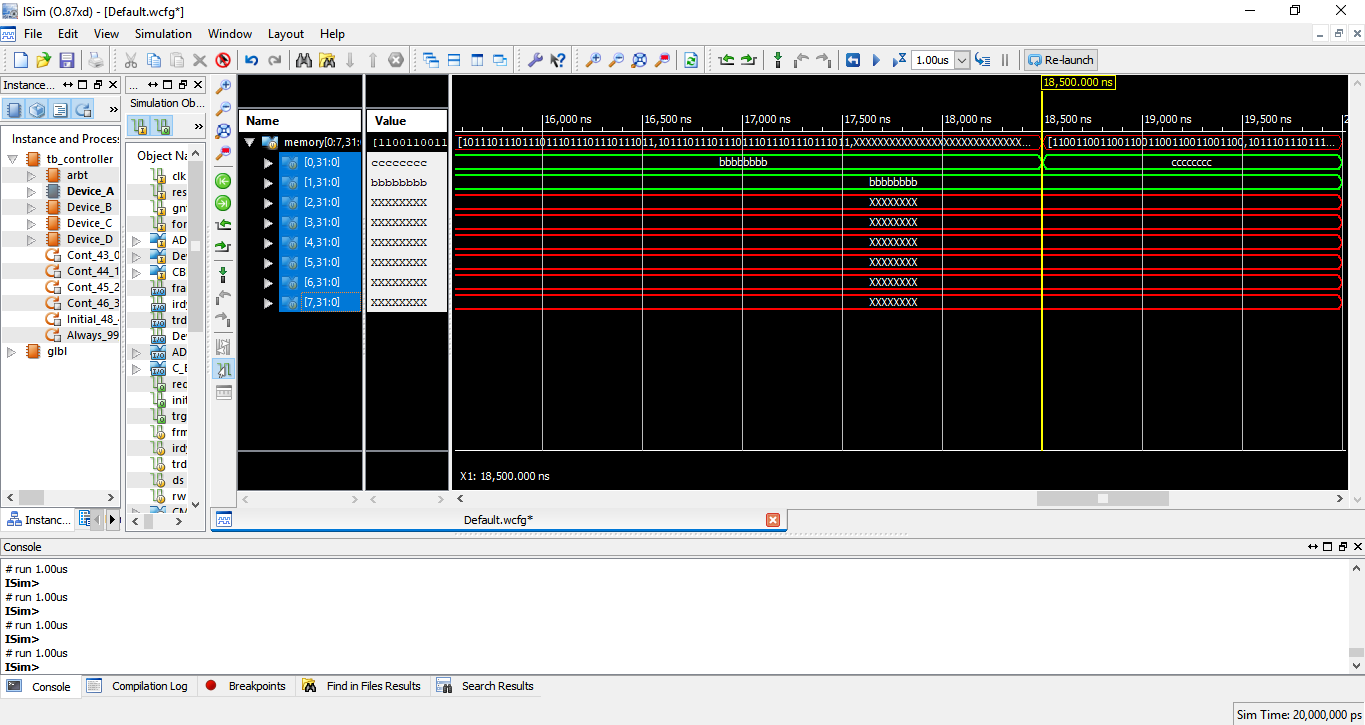 ISim (O.87xd) - [Default.wcfg*]
File Edit View Simulation Window Layout Help
1.00us
Re-launch
Instance...
...
Instance and Process
tb_controller
arbt
Device_A
Device_B
Device_C
Device_D
Cont_43_0
Cont_44_1
Cont_45_2
Cont_46_3
Initial_48_
Always_99
glbl
Instanc...
Simulation Ob...
Object Na
clk
res
gnt
for
AD
De
CB
fra
irdy
trd
De
AD
C_B
rec
init
trg
frm
irdy
trd
ds
rw
CM
Name
memory[0:7,31:
[0,31:0]
[1,31:0]
[2,31:0]
[3,31:0]
[4,31:0]
[5,31:0]
[6,31:0]
[7,31:0]
Value
[1100110011
cccccccc
bbbbbbbb
XXXXXXXX
XXXXXXXX
XXXXXXXX
XXXXXXXX
XXXXXXXX
XXXXXXXX
18,500.000 ns
16,000 ns 16,500 ns 17,000 ns 17,500 ns 18,000 ns 18,500 ns 19,000 ns 19,500 ns 2
bbbbbbbb cccccccc
bbbbbbbb
XXXXXXXX
XXXXXXXX
XXXXXXXX
XXXXXXXX
XXXXXXXX
XXXXXXXX
X1: 18,500.000 ns
Default.wcfg*
Console
# run 1.00us
ISim>
# run 1.00us
ISim>
# run 1.00us
ISim>
# run 1.00us
ISim>
Console Compilation Log Breakpoints Find in Files Results Search Results
Sim Time: 20,000,000 ps